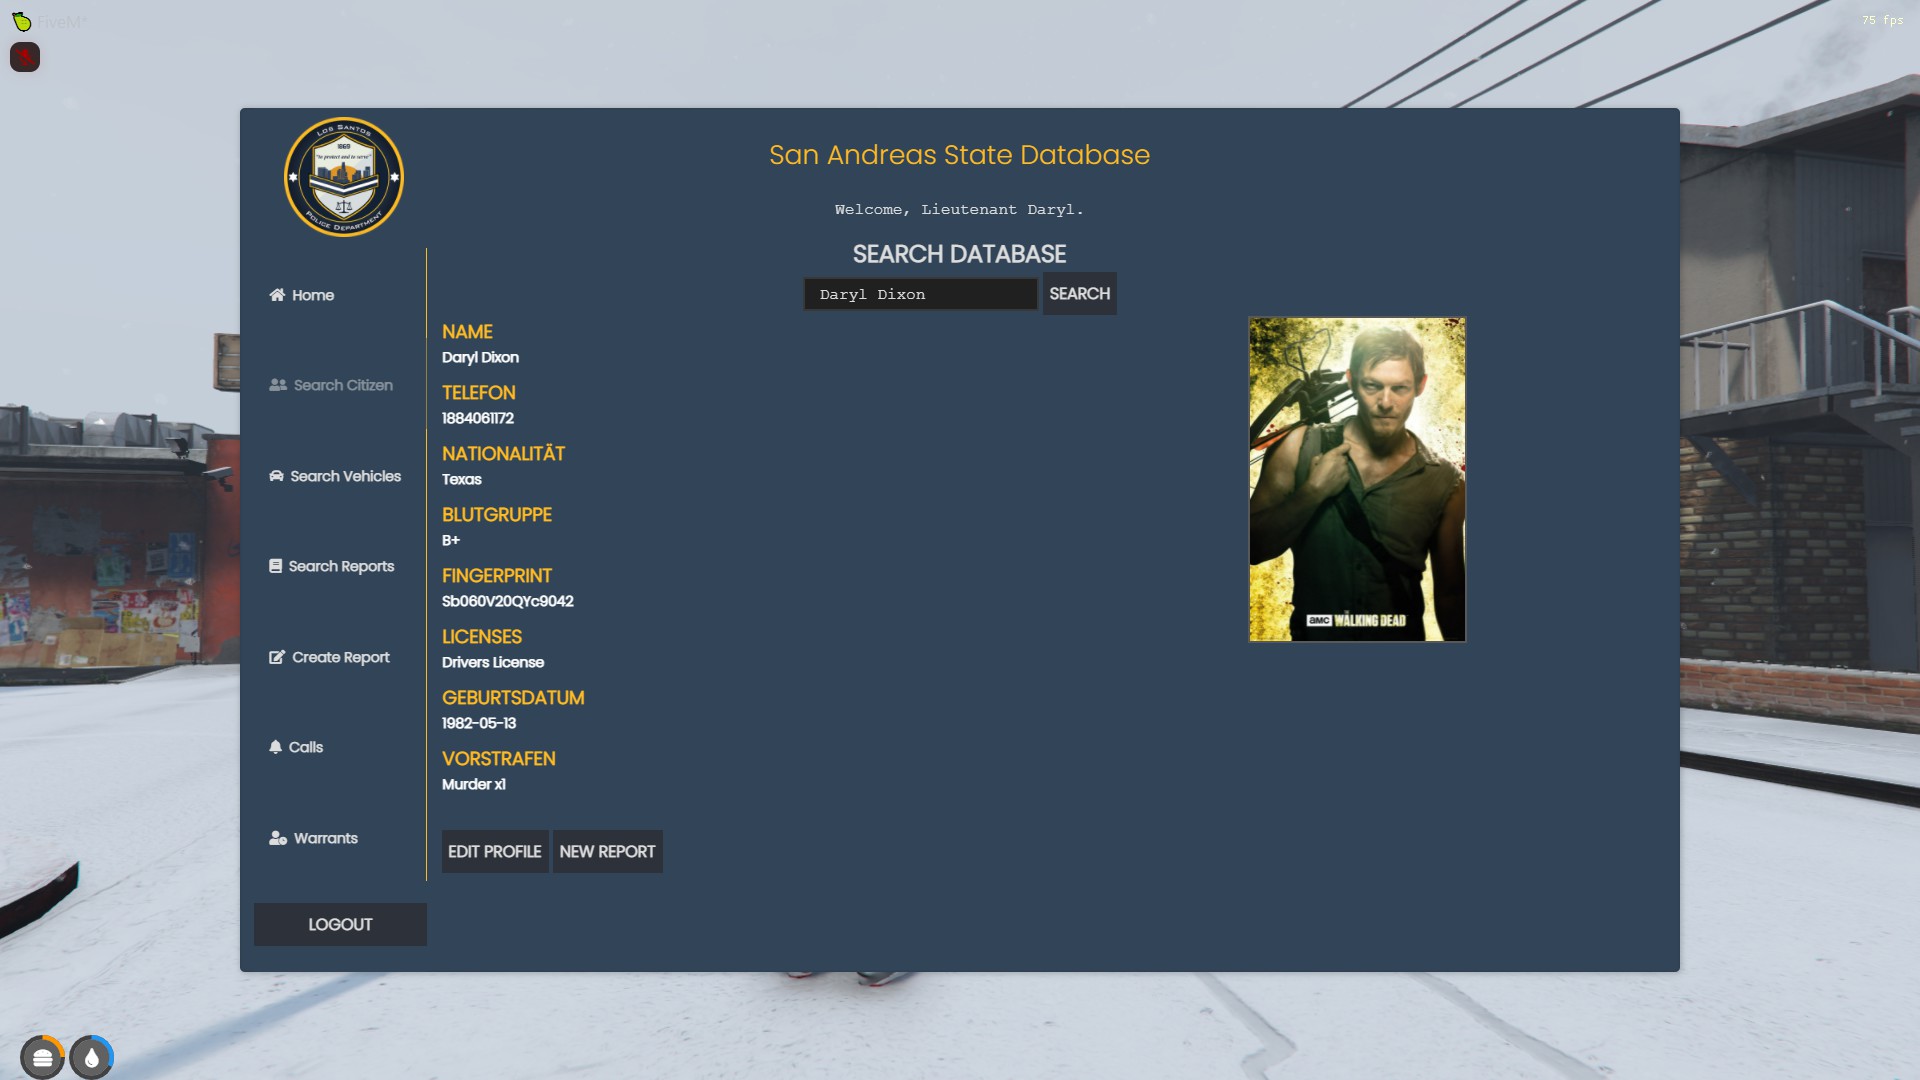 FiveM*
75 fps
LOS SANTOS
1869
"to protect and to serve"
POLICE DEPARTMENT
San Andreas State Database
Welcome, Lieutenant Daryl.
SEARCH DATABASE
Daryl Dixon
SEARCH
Home
Search Citizen
Search Vehicles
Search Reports
Create Report
Calls
Warrants
LOGOUT
NAME
Daryl Dixon
TELEFON
1884061172
NATIONALITÄT
Texas
BLUTGRUPPE
B+
FINGERPRINT
Sb060V20QYc9042
LICENSES
Drivers License
GEBURTSDATUM
1982-05-13
VORSTRAFEN
Murder x1
EDIT PROFILE
NEW REPORT
amc THE WALKING DEAD